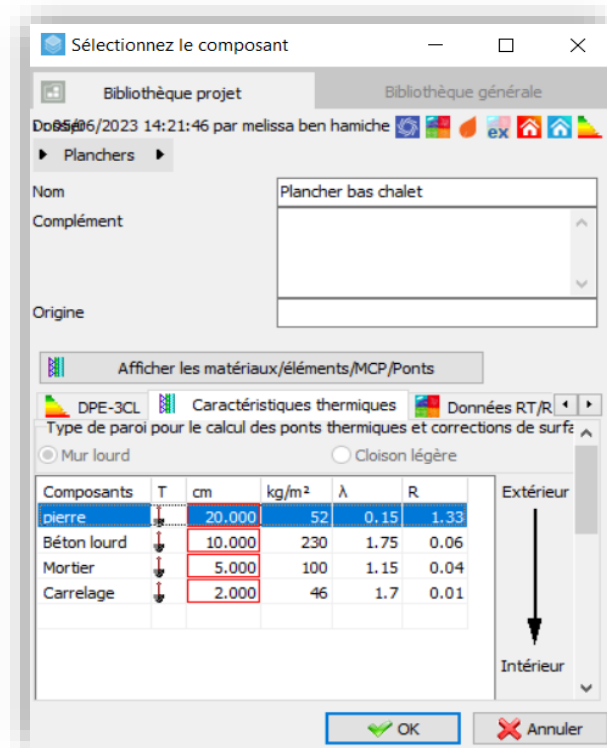 Sélectionnez le composant
Bibliothèque projet Bibliothèque générale
6/2023 14:21:46 par melissa ben hamiche
Planchers
Nom Plancher bas chalet
Complément
Origine
Afficher les matériaux/éléments/MCP/Ponts
DPE-3CL Caractéristiques thermiques Données RT/R
Type de paroi pour le calcul des ponts thermiques et corrections de surfa
Mur lourd Cloison légère
Composants T cm kg/m² λ R Extérieur
pierre 20.000 52 0.15 1.33
Béton lourd 10.000 230 1.75 0.06
Mortier 5.000 100 1.15 0.04
Carrelage 2.000 46 1.7 0.01
Intérieur
OK Annuler